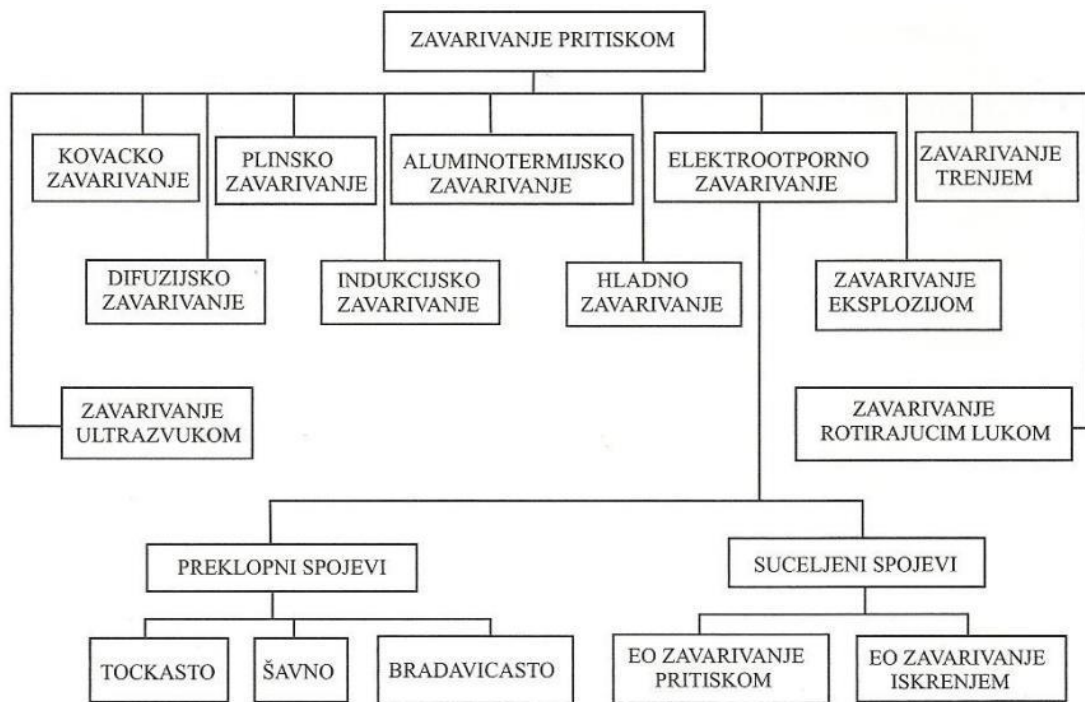 ZAVARIVANJE PRITISKOM
KOVACKO
ZAVARIVANJE
PLINSKO
ZAVARIVANJE
ALUMINOTERMIJSKO
ZAVARIVANJE
ELEKTROOTPORNO
ZAVARIVANJE
ZAVARIVANJE
TRENJEM
DIFUZIJSKO
ZAVARIVANJE
INDUKCIJSKO
ZAVARIVANJE
HLADNO
ZAVARIVANJE
ZAVARIVANJE
EKSPLOZIJOM
ZAVARIVANJE
ULTRAZVUKOM
ZAVARIVANJE
ROTIRAJUCIM LUKOM
PREKLOPNI SPOJEVI
SUCELJENI SPOJEVI
TOCKASTO
ŠAVNO
BRADAVICASTO
EO ZAVARIVANJE
PRITISKOM
EO ZAVARIVANJE
ISKRENJEM